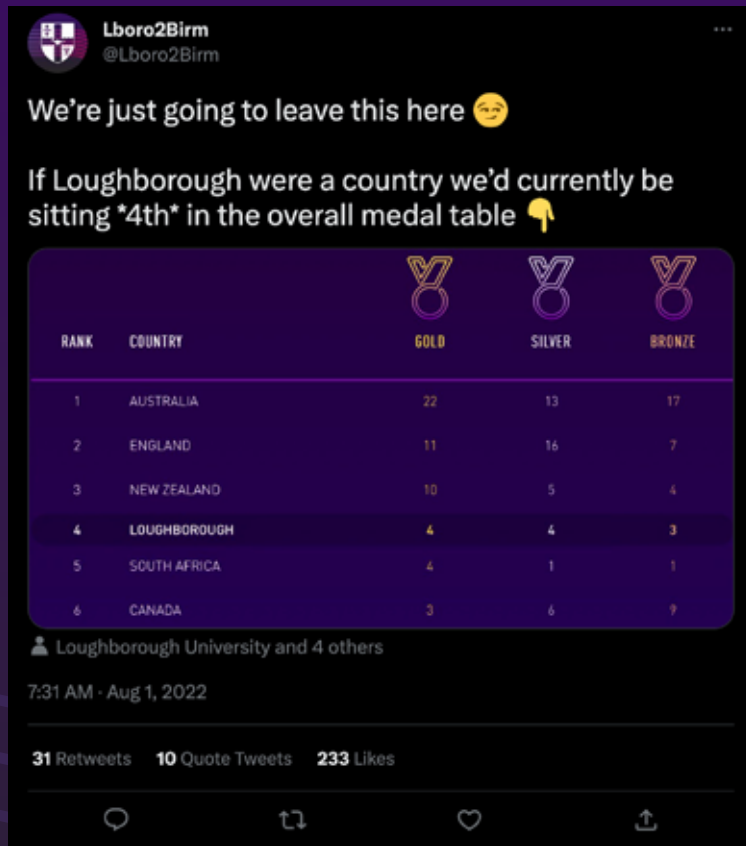 Lboro2Birm
@Lboro2Birm
We're just going to leave this here 😏
If Loughborough were a country we'd currently be
sitting *4th* in the overall medal table 👇
RANK COUNTRY GOLD SILVER BRONZE
1 AUSTRALIA 22 13 17
2 ENGLAND 11 16 7
3 NEW ZEALAND 10 5 4
4 LOUGHBOROUGH 4 4 3
5 SOUTH AFRICA 4 1 1
6 CANADA 3 6 9
Loughborough University and 4 others
7:31 AM · Aug 1, 2022
31 Retweets 10 Quote Tweets 233 Likes